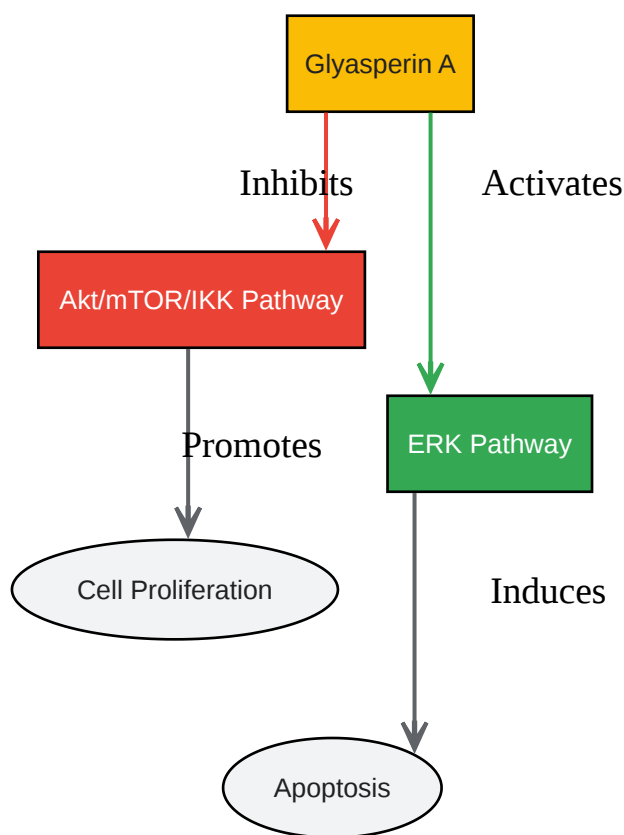 Glyasperin A
Inhibits
Activates
Akt/mTOR/IKK Pathway
Promotes
ERK Pathway
Cell Proliferation
Induces
Apoptosis